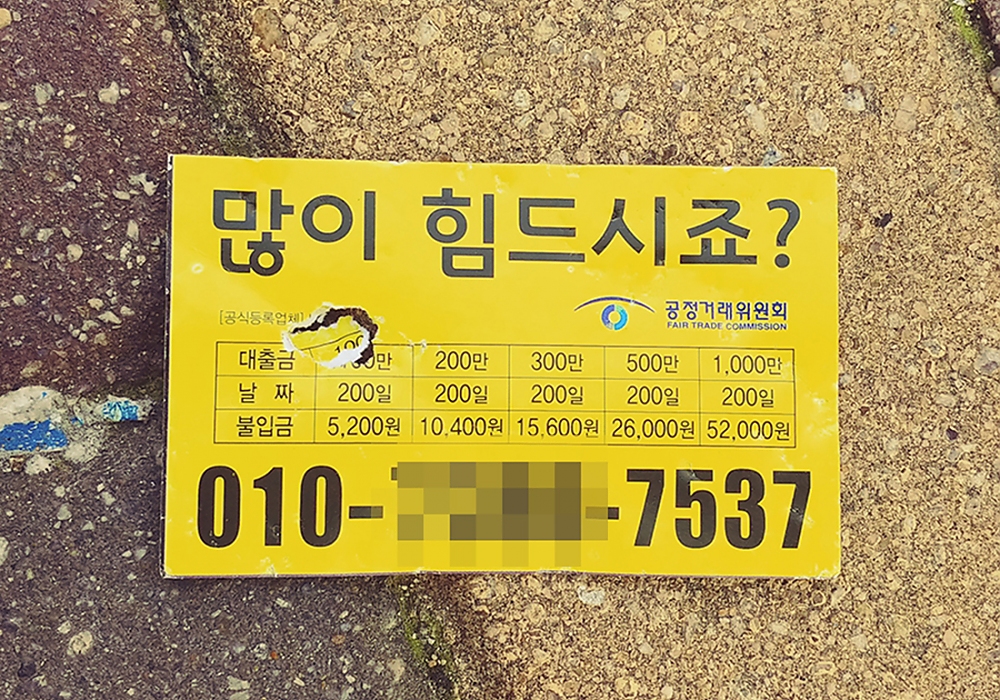 많이 힘드시죠?
공정거래위원회
FAIR TRADE COMMISSION
[공식등록업체]
대출금 100만 200만 300만 500만 1,000만
날 짜 200일 200일 200일 200일 200일
불입금 5,200원 10,400원 15,600원 26,000원 52,000원
010- -7537